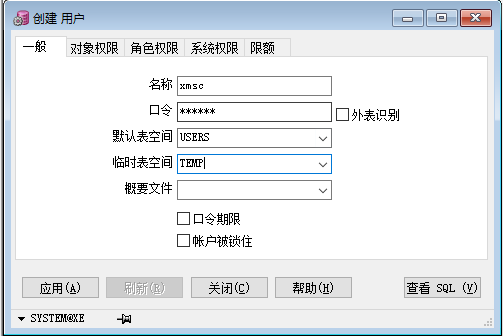 创建 用户
一般 对象权限 角色权限 系统权限 限额
名称 xmsc
口令 ****** 外表识别
默认表空间 USERS
临时表空间 TEMP
概要文件
口令期限
帐户被锁住
应用(A) 刷新(R) 关闭(C) 帮助(H) 查看 SQL (V)
SYSTEM@XE